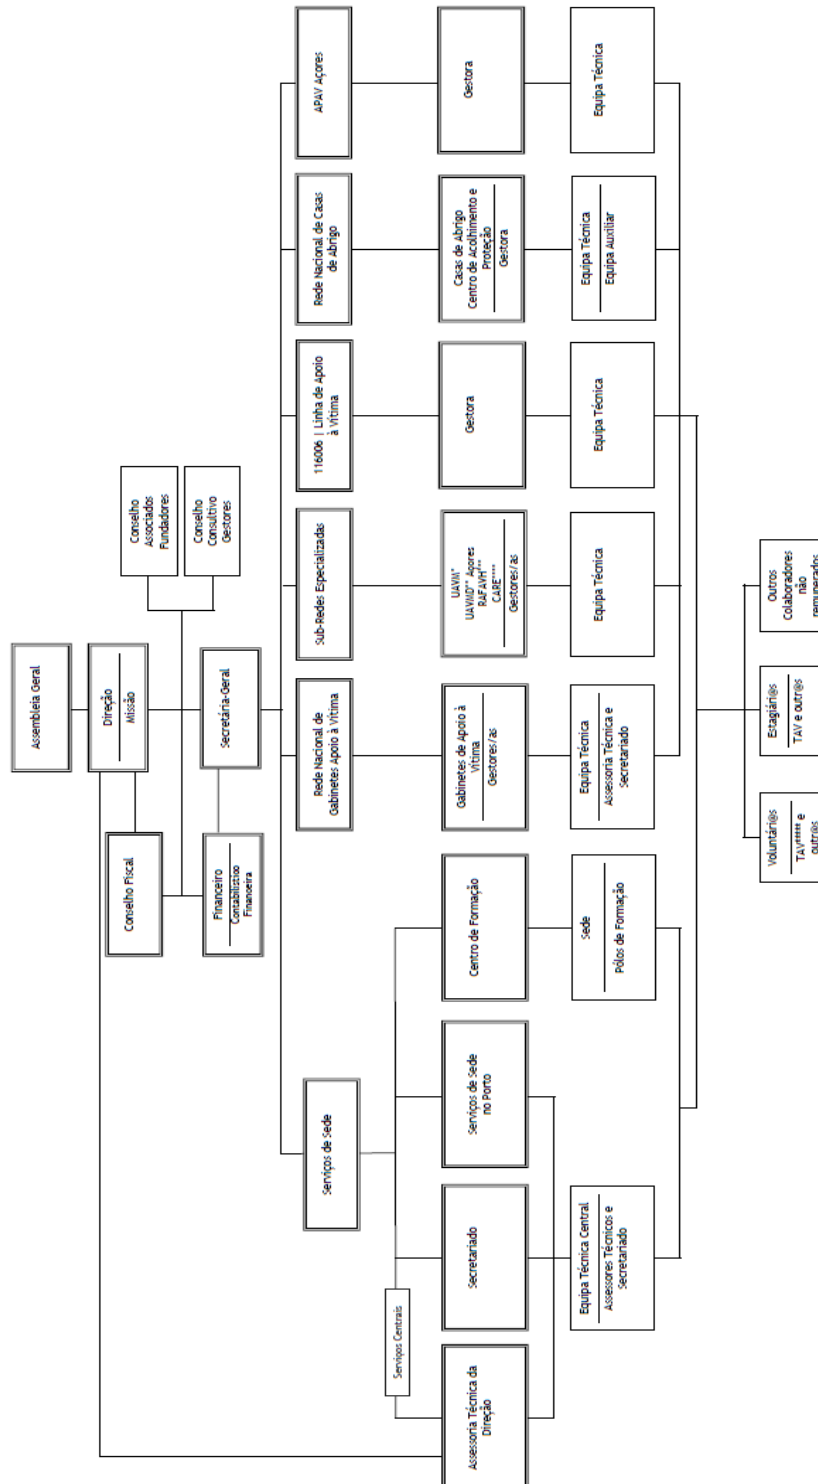 Assembleia Geral
Direção
Missão
Conselho Fiscal
Conselho
Associados
Fundadores
Conselho
Consultivo
Gestores
Financeiro
Contabilístico
Financeira
Secretária-Geral
Serviços de Sede
Rede Nacional de
Gabinetes Apoio à Vítima
Sub-Redes Especializadas
116006 | Linha de Apoio
à Vítima
Rede Nacional de Casas
de Abrigo
APAV Açores
Serviços Centrais
Assessoria Técnica da
Direção
Secretariado
Serviços de Sede
no Porto
Centro de Formação
Gabinetes de Apoio à
Vítima
Gestores/as
UAVM*
UAVMD** Açores
RAFAVH***
CARE****
Gestores/as
Gestora
Casas de Abrigo
Centro de Acolhimento e
Proteção
Gestora
Gestora
Equipa Técnica Central
Assessores Técnicos e
Secretariado
Sede
Pólos de Formação
Equipa Técnica
Assessoria Técnica e
Secretariado
Equipa Técnica
Equipa Técnica
Equipa Técnica
Equipa Auxiliar
Equipa Técnica
Voluntári@s
TAV***** e
outr@s
Estagiári@s
TAV e outr@s
Outros
Colaboradores
não
remunerados